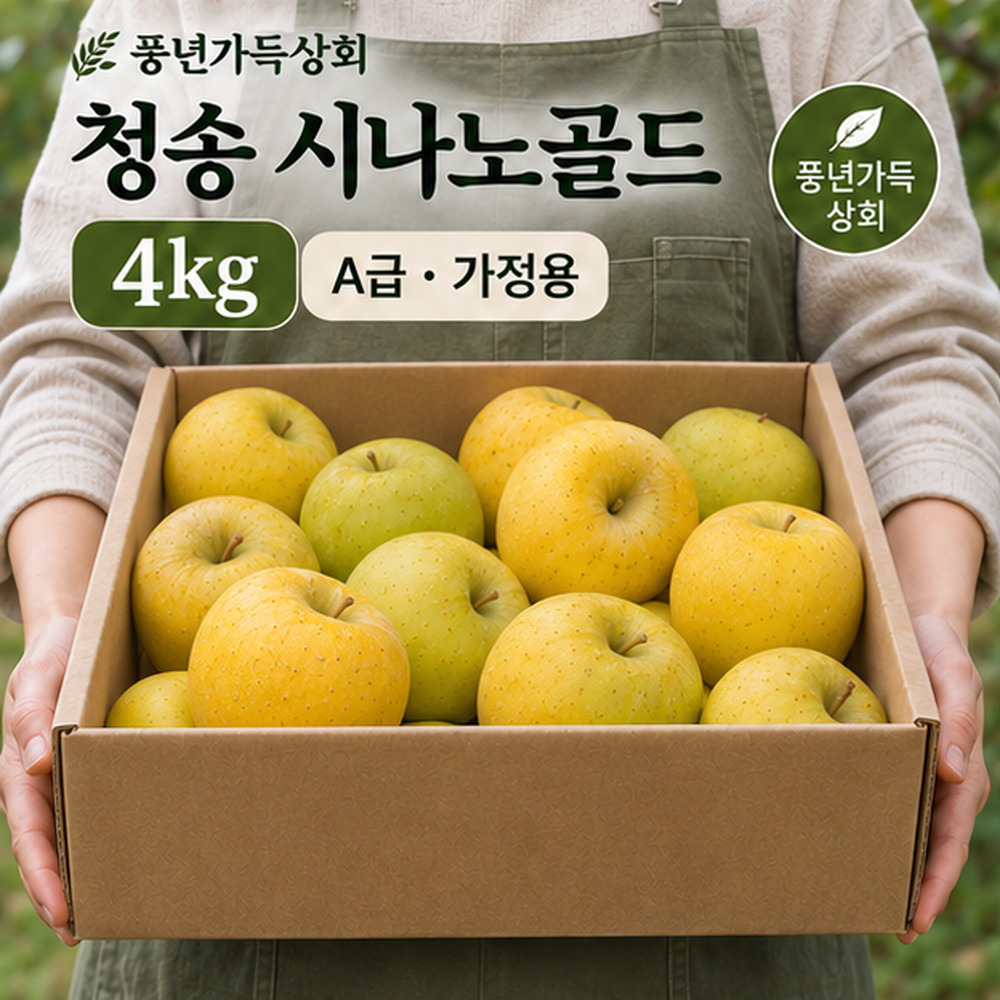 풍년가득상회
청송 시나노골드
4kg
A급 · 가정용
풍년가득
상회